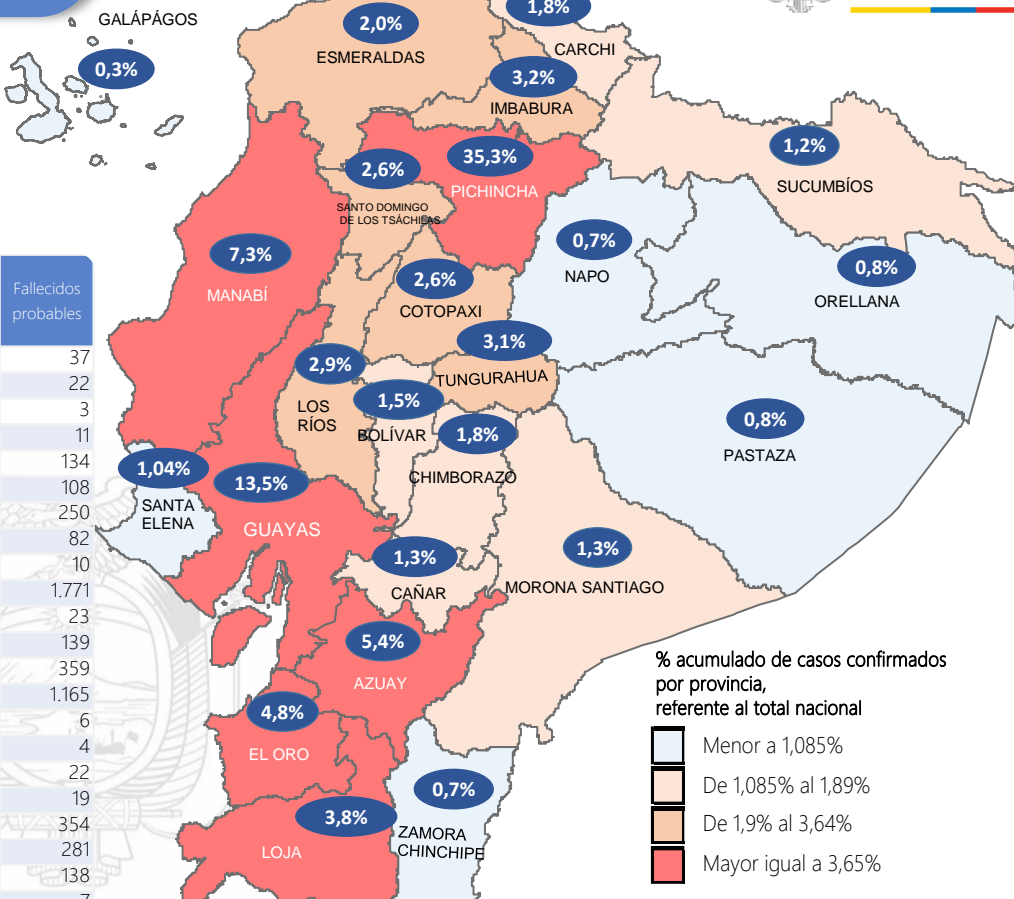 GALÁPÁGOS
0,3%
2,0%
ESMERALDAS
1,8%
CARCHI
3,2%
IMBABURA
1,2%
SUCUMBÍOS
2,6%
SANTO DOMINGO
DE LOS TSÁCHILAS
35,3%
PICHINCHA
7,3%
MANABÍ
0,7%
NAPO
0,8%
ORELLANA
2,6%
COTOPAXI
3,1%
TUNGURAHUA
2,9%
LOS
RÍOS
1,5%
BOLÍVAR
1,8%
CHIMBORAZO
0,8%
PASTAZA
1,04%
SANTA
ELENA
13,5%
GUAYAS
1,3%
CAÑAR
1,3%
MORONA SANTIAGO
5,4%
AZUAY
4,8%
EL ORO
3,8%
LOJA
0,7%
ZAMORA
CHINCHIPE
Fallecidos
probables
37
22
3
11
134
108
250
82
10
1.771
23
139
359
1.165
6
4
22
19
354
281
138
% acumulado de casos confirmados
por provincia,
referente al total nacional
Menor a 1,085%
De 1,085% al 1,89%
De 1,9% al 3,64%
Mayor igual a 3,65%